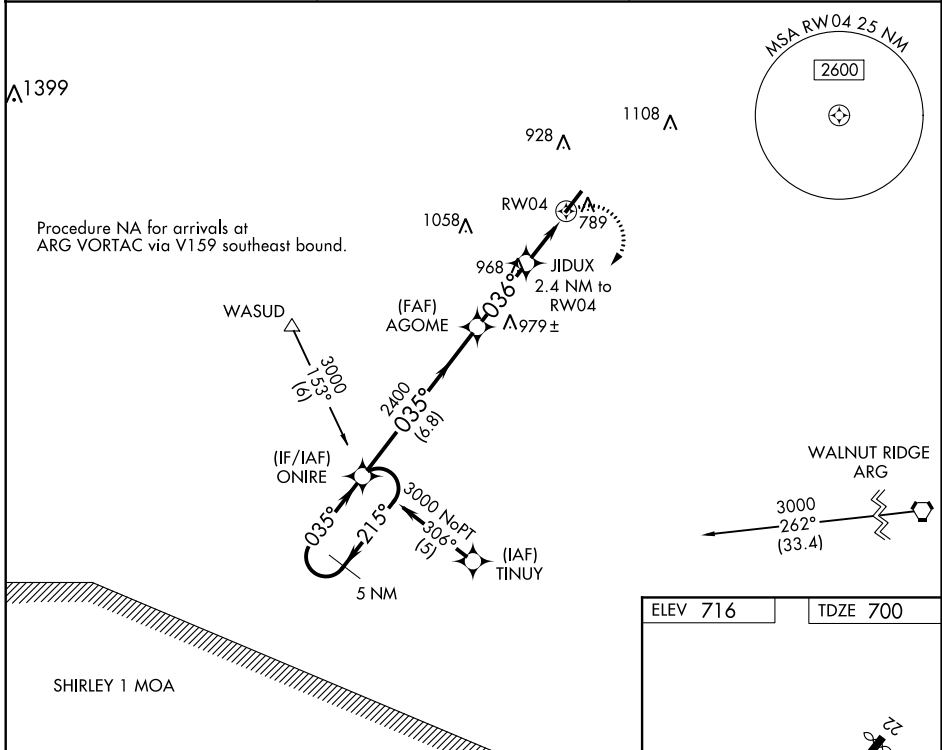 MSA RW04 25 NM
2600
1399
1108
928
RW04
789
1058
Procedure NA for arrivals at
ARG VORTAC via V159 southeast bound.
968
JIDUX
2.4 NM to
RW04
036°
(FAF)
AGOME
979 ±
WASUD
3000
153°
(6)
2400
035°
(6.8)
(IF/IAF)
ONIRE
WALNUT RIDGE
ARG
3000
262°
(33.4)
035°
215°
3000 NoPT
306°
(5)
(IAF)
TINUY
5 NM
ELEV 716
TDZE 700
SHIRLEY 1 MOA
22